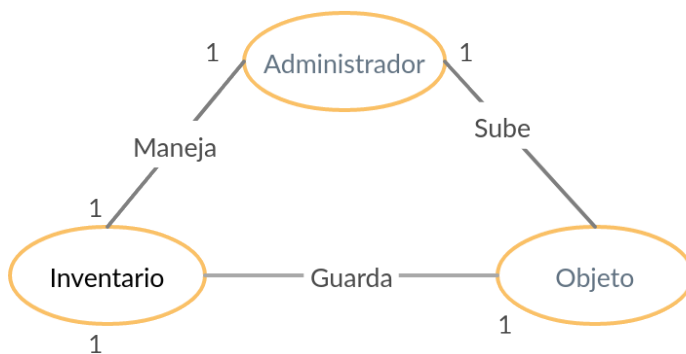 1
1
Administrador
Sube
Maneja
1
Inventario
Guarda
Objeto
1
1